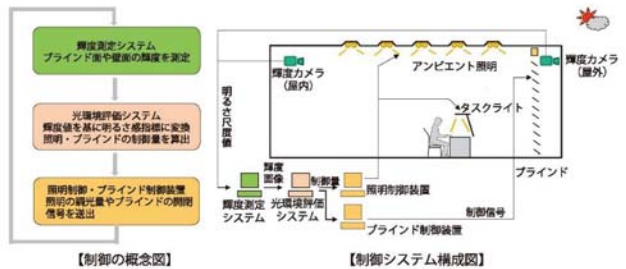 輝度測定システム
ブラインド面や壁面の輝度を測定
光環境評価システム
輝度値を基に明るさ感指標に変換
照明・ブラインドの制御量を算出
照明制御・ブラインド制御装置
照明の観光量やブラインドの開閉
信号を送出
【制御の概念図】
輝度カメラ
(屋内)
アンビエント照明
輝度カメラ
(屋外)
タスクライト
明るさ尺度値
ブラインド
輝度
画像
制御量
照明制御装置
輝度測定
システム
光環境評価
システム
制御信号
ブラインド制御装置
【制御システム構成図】